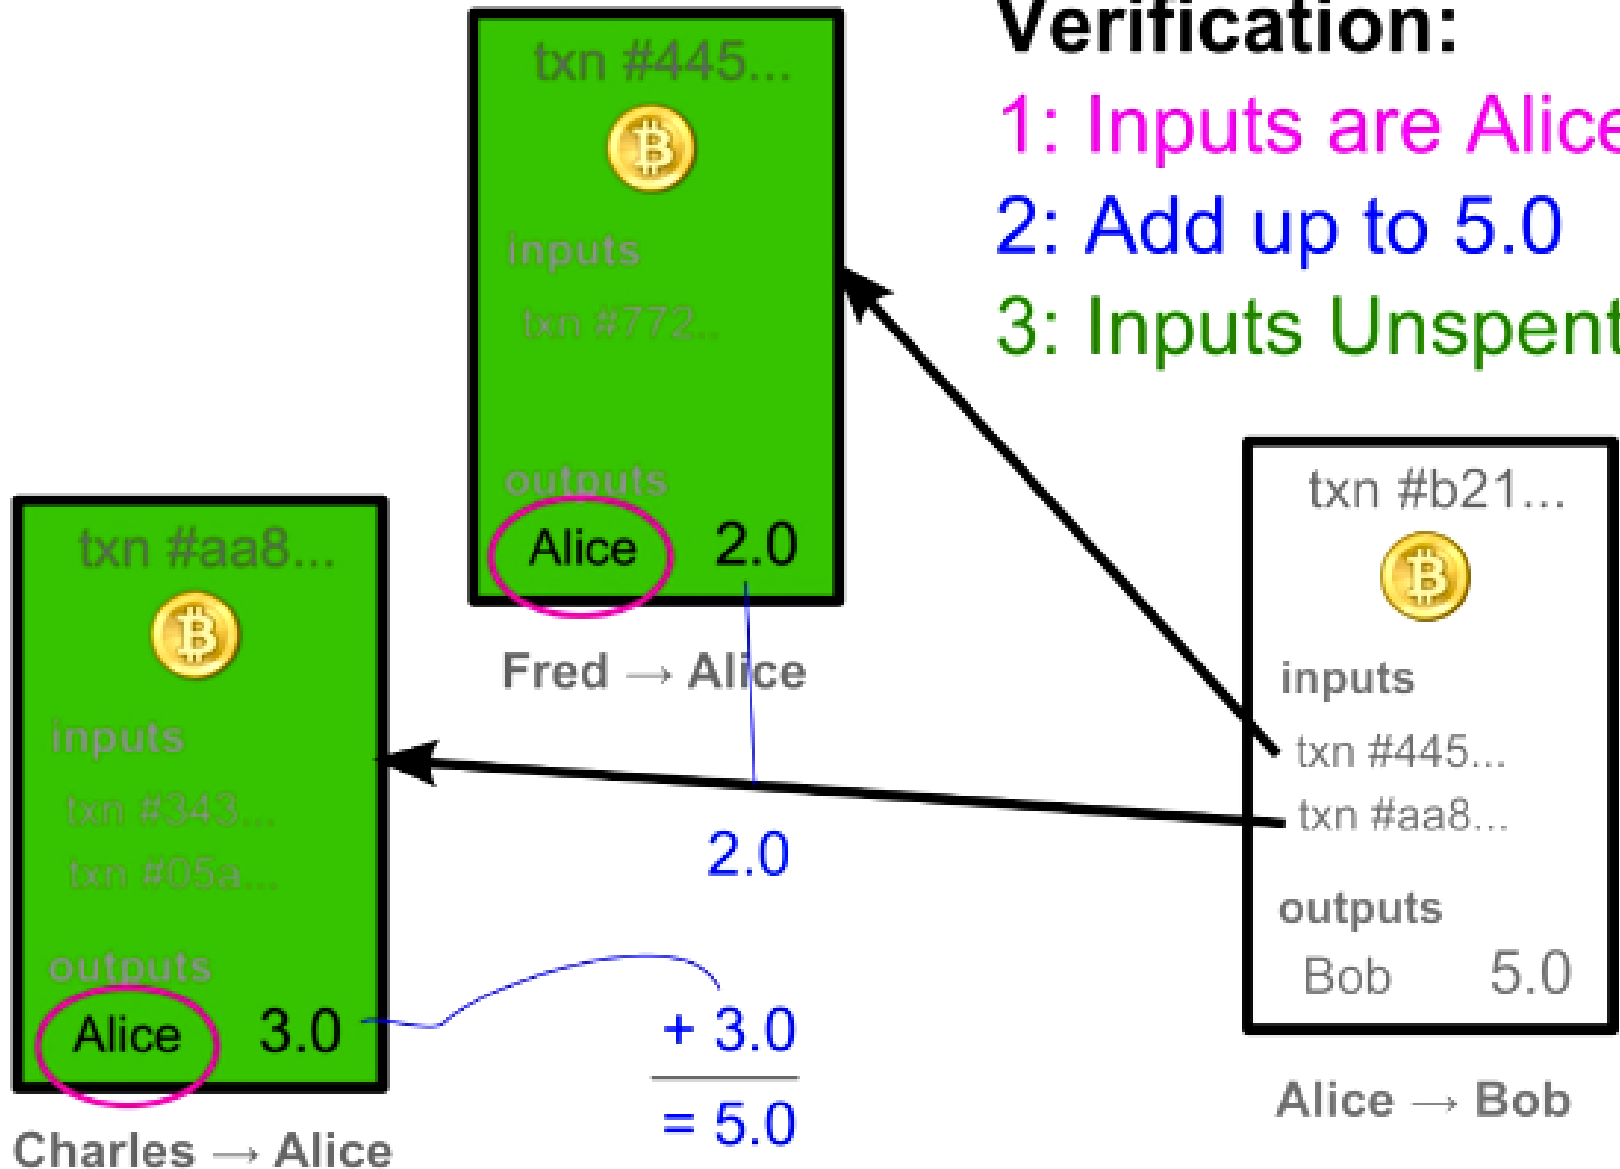 Verification:
1: Inputs are Alice
2: Add up to 5.0
3: Inputs Unspent
txn #445...
inputs
txn #772..
outputs
Alice 2.0
Fred → Alice
txn #aa8...
inputs
txn #343...
txn #05a...
outputs
Alice 3.0
Charles → Alice
2.0
+ 3.0
= 5.0
txn #b21...
inputs
txn #445...
txn #aa8...
outputs
Bob 5.0
Alice → Bob